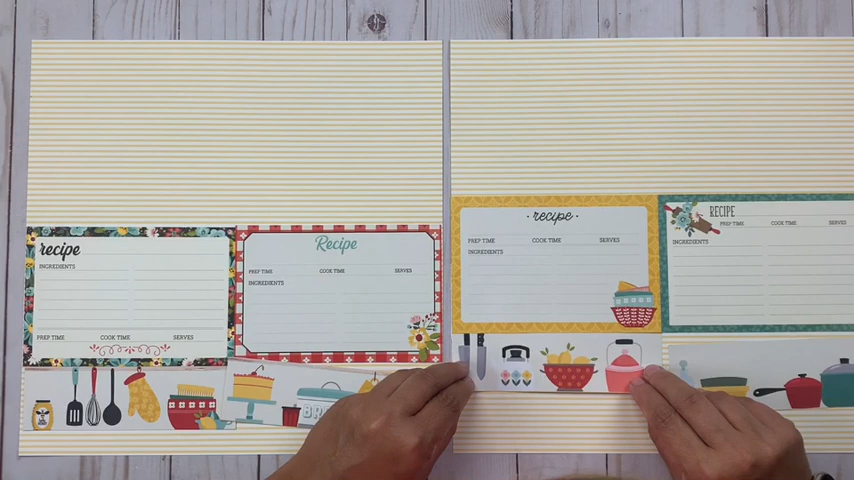 recipe
INGREDIENTS
PREP TIME COOK TIME SERVES
Recipe
PREP TIME COOK TIME SERVES
INGREDIENTS
· recipe ·
PREP TIME COOK TIME SERVES
INGREDIENTS
RECIPE
PREP TIME COOK TIME SERVES
INGREDIENTS